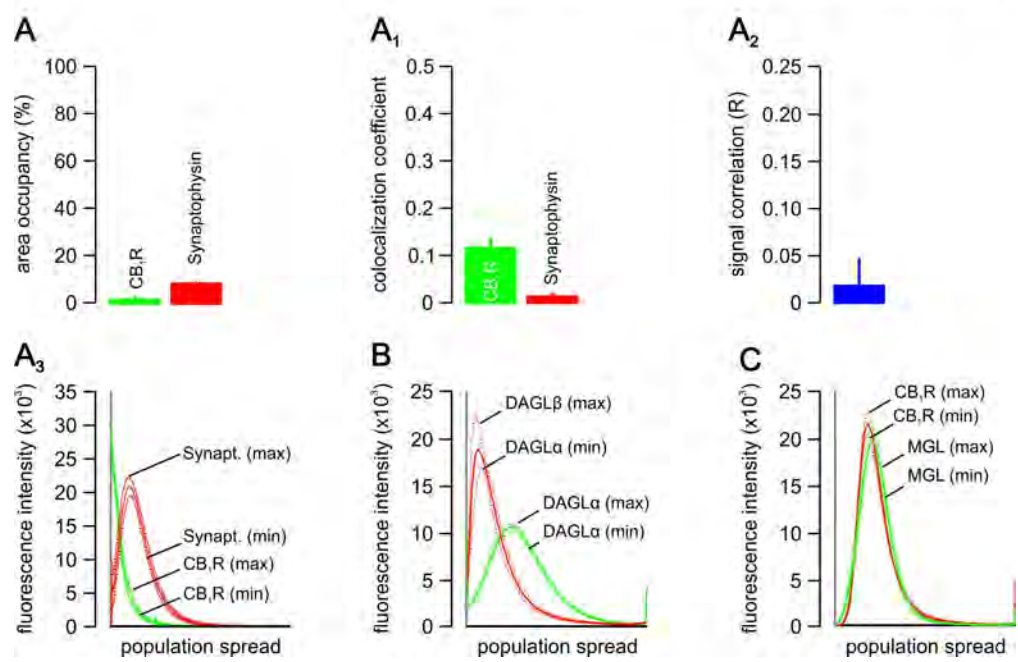 A
area occupancy (%)
100
80
60
40
20
0
CB₁R
Synaptophysin
A₁
colocalization coefficient
0.5
0.4
0.3
0.2
0.1
0
CB₁R
Synaptophysin
A₂
signal correlation (R)
0.25
0.20
0.15
0.10
0.05
0
A₃
fluorescence intensity (x10³)
35
30
25
20
15
10
5
0
Synapt. (max)
Synapt. (min)
CB₁R (max)
CB₁R (min)
population spread
B
fluorescence intensity (x10³)
25
20
15
10
5
0
DAGLβ (max)
DAGLα (min)
DAGLα (max)
DAGLα (min)
population spread
C
fluorescence intensity (x10³)
25
20
15
10
5
0
CB₁R (max)
CB₁R (min)
MGL (max)
MGL (min)
population spread